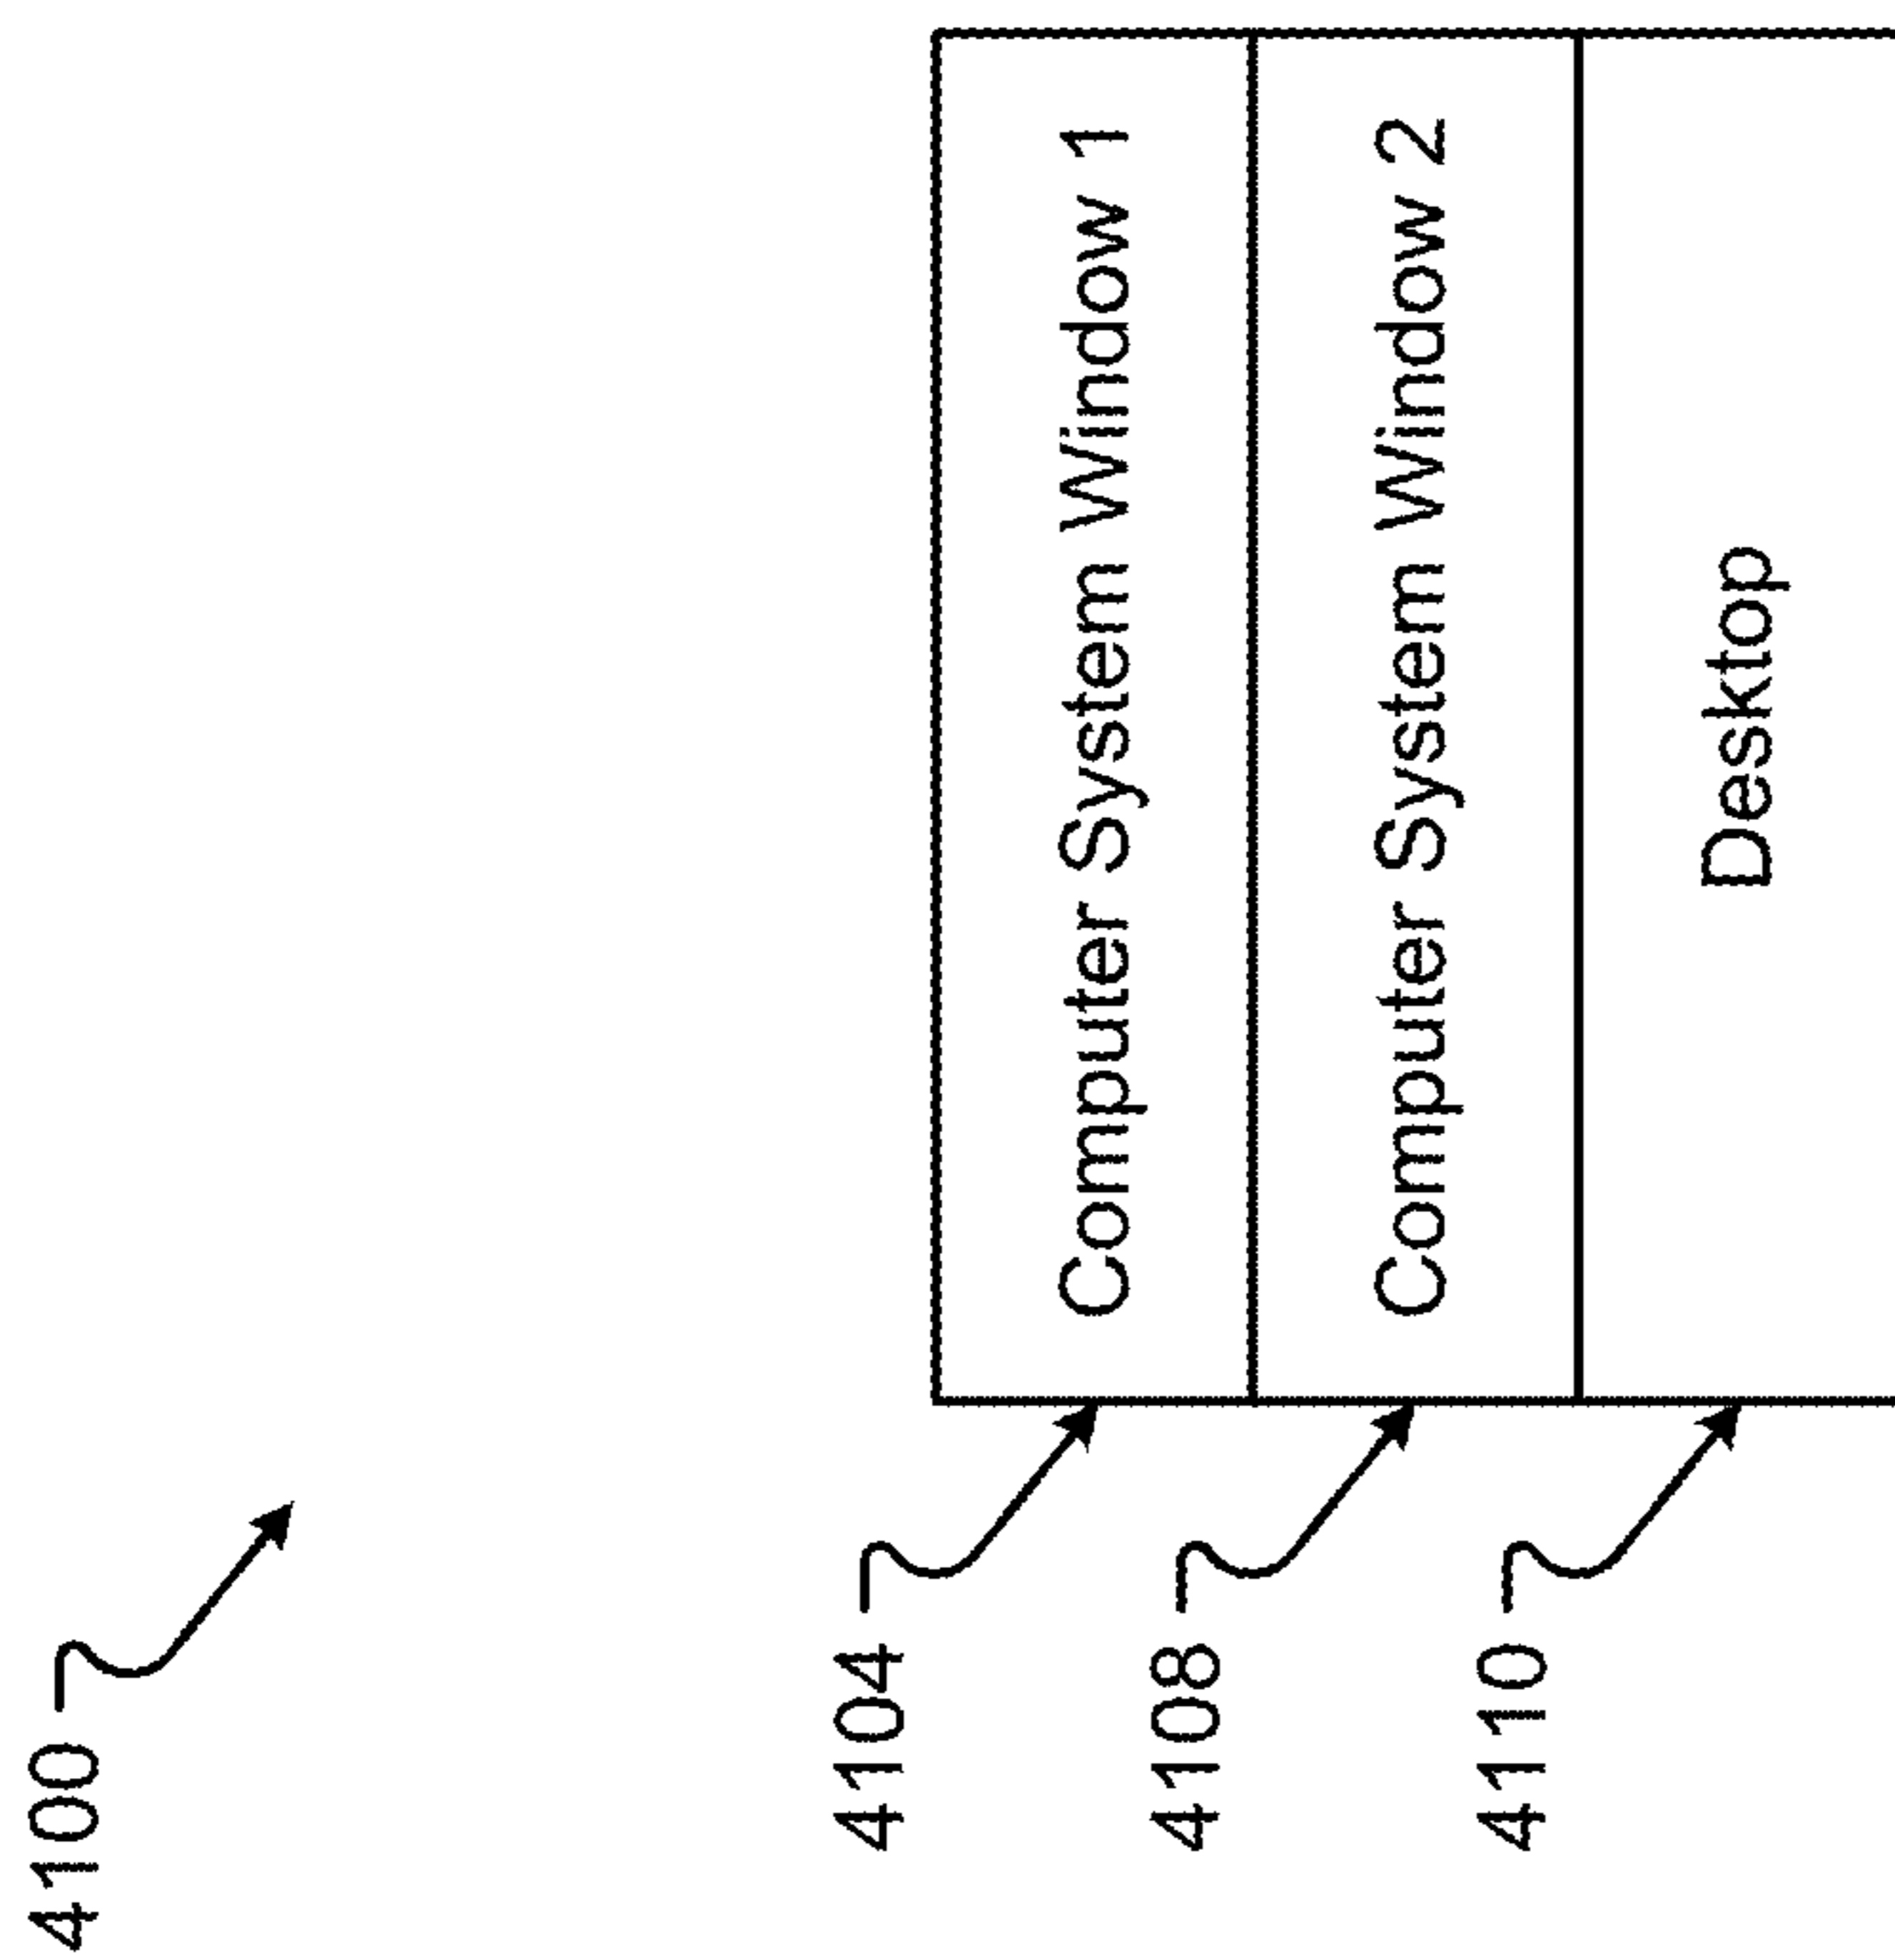 4100
4104
Computer System Window 1
4108
Computer System Window 2
4110
Desktop